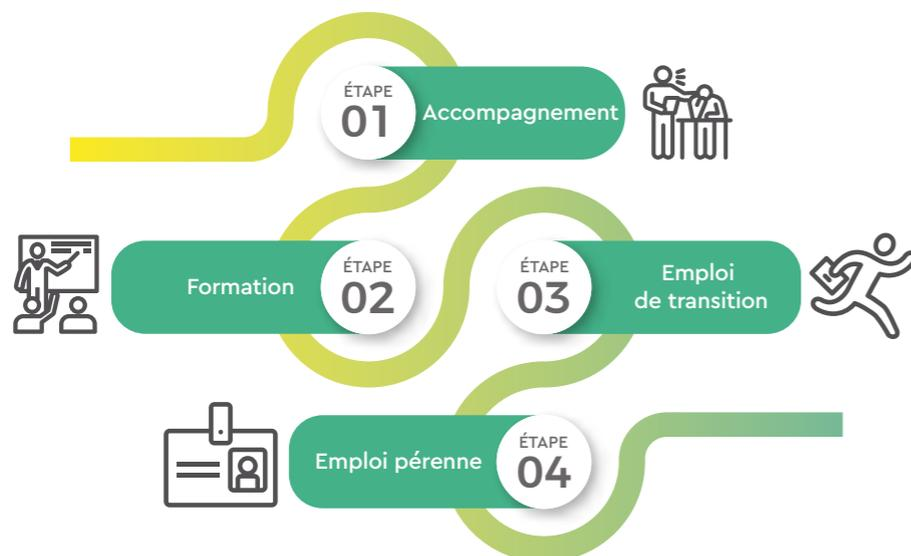 ÉTAPE
01
Accompagnement
Formation
ÉTAPE
02
ÉTAPE
03
Emploi
de transition
Emploi pérenne
ÉTAPE
04